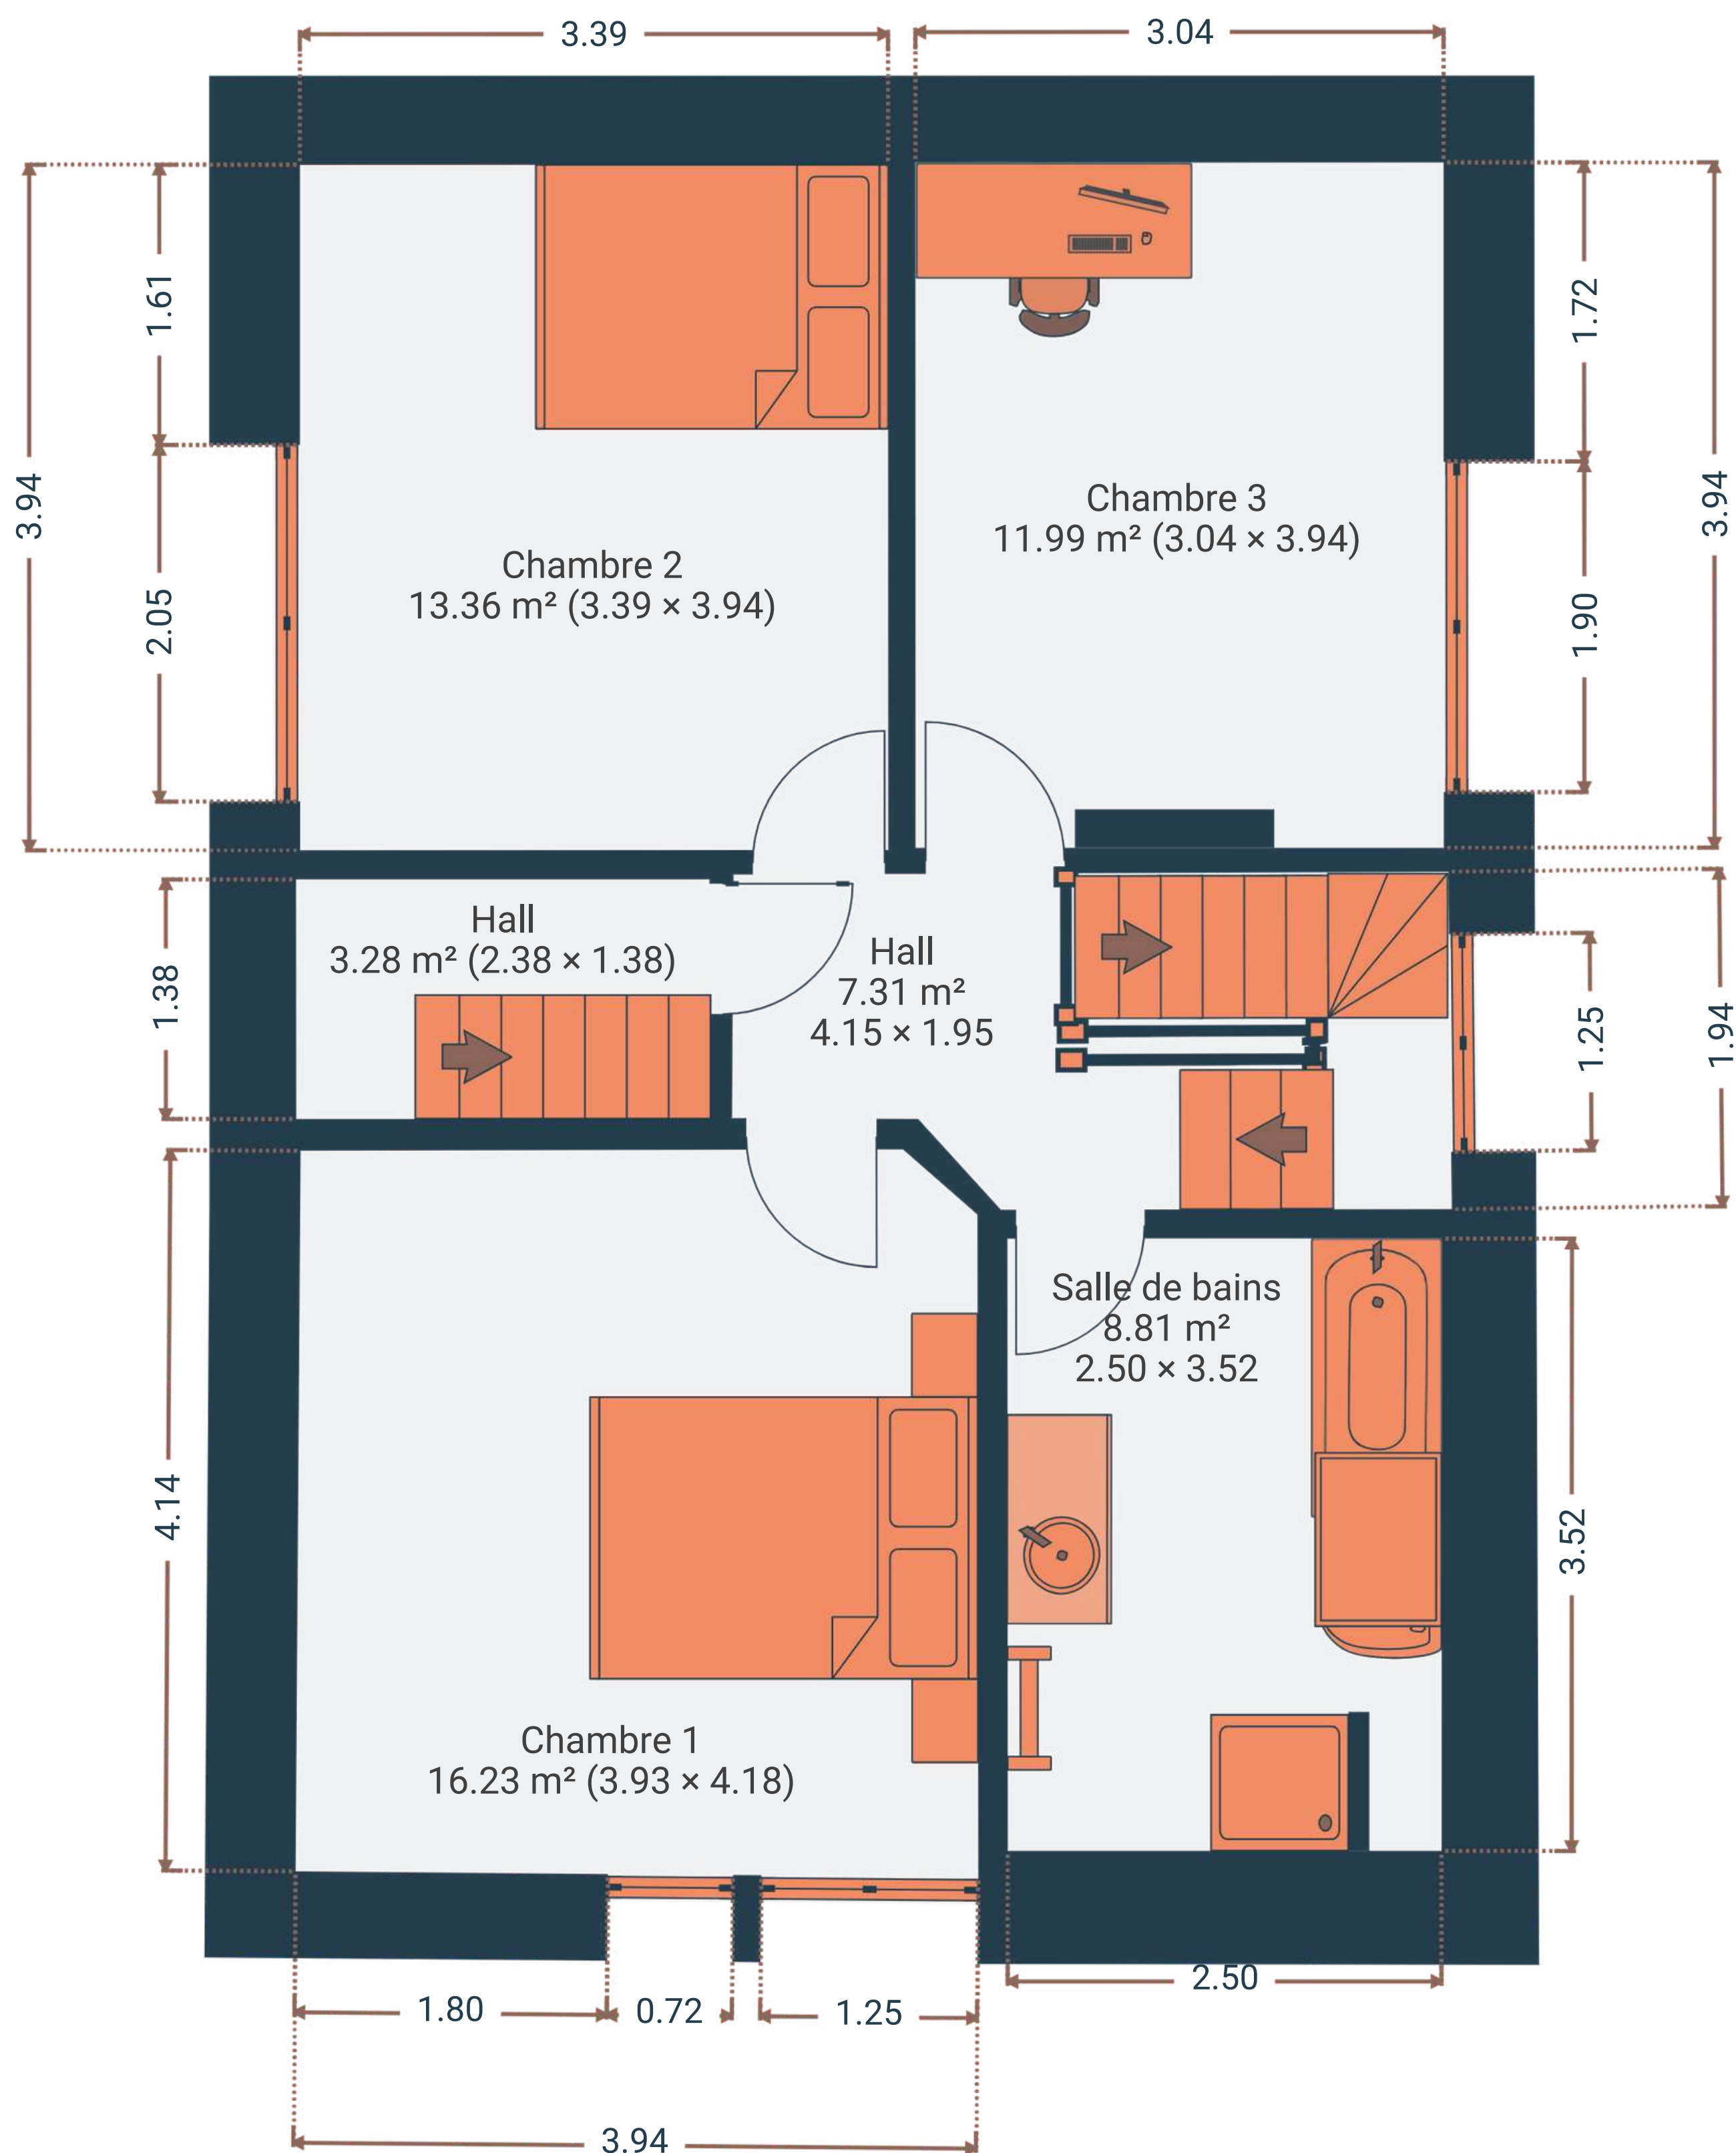 3.39
3.04
1.61
1.72
3.94
3.94
2.05
1.90
Chambre 3
11.99 m² (3.04 × 3.94)
Chambre 2
13.36 m² (3.39 × 3.94)
Hall
3.28 m² (2.38 × 1.38)
Hall
7.31 m²
4.15 × 1.95
1.38
1.25
1.94
Salle de bains
8.81 m²
2.50 × 3.52
4.14
3.52
Chambre 1
16.23 m² (3.93 × 4.18)
2.50
1.80
0.72
1.25
3.94